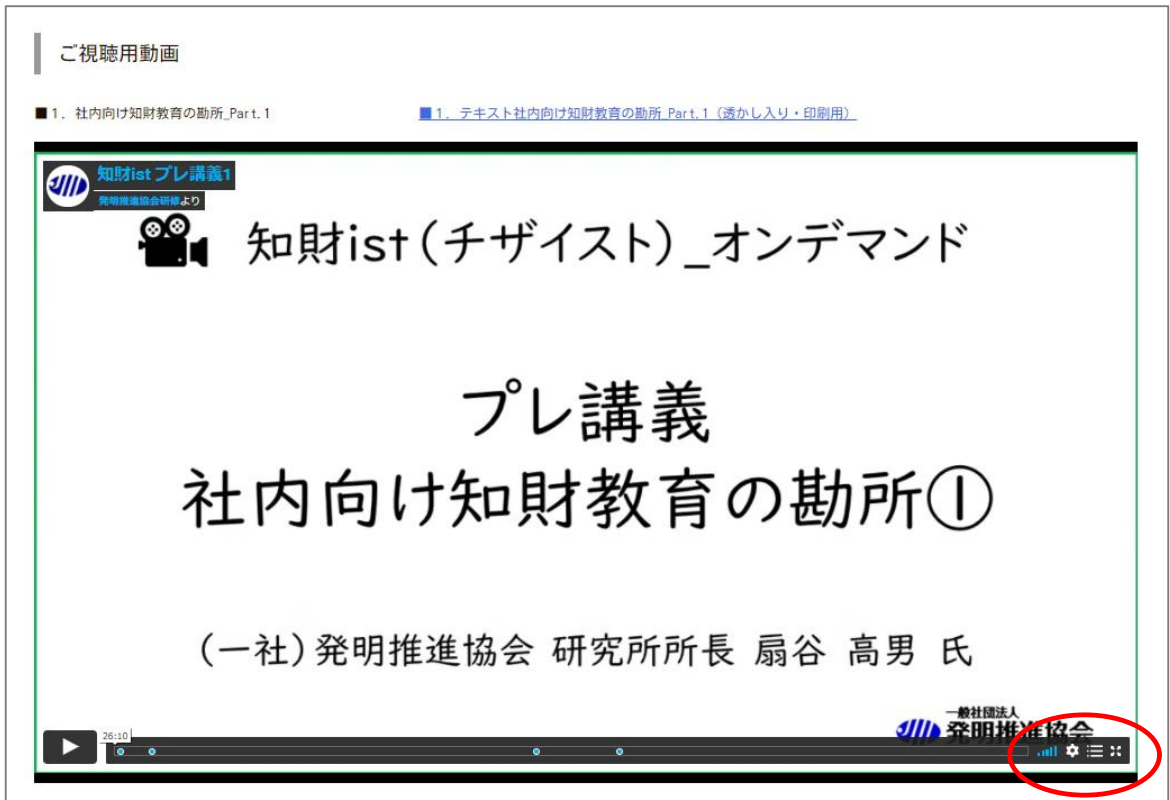 ご視聴用動画
■1. 社内向け知財教育の勘所_Part.1
■1. テキスト社内向け知財教育の勘所_Part.1(透かし入り・印刷用)
知財ist プレ講義1
発明推進協会研修より
知財ist(チザイスト)_オンデマンド
プレ講義
社内向け知財教育の勘所①
(一社)発明推進協会 研究所所長 扇谷 高男 氏
一般社団法人
発明推進協会
26:10